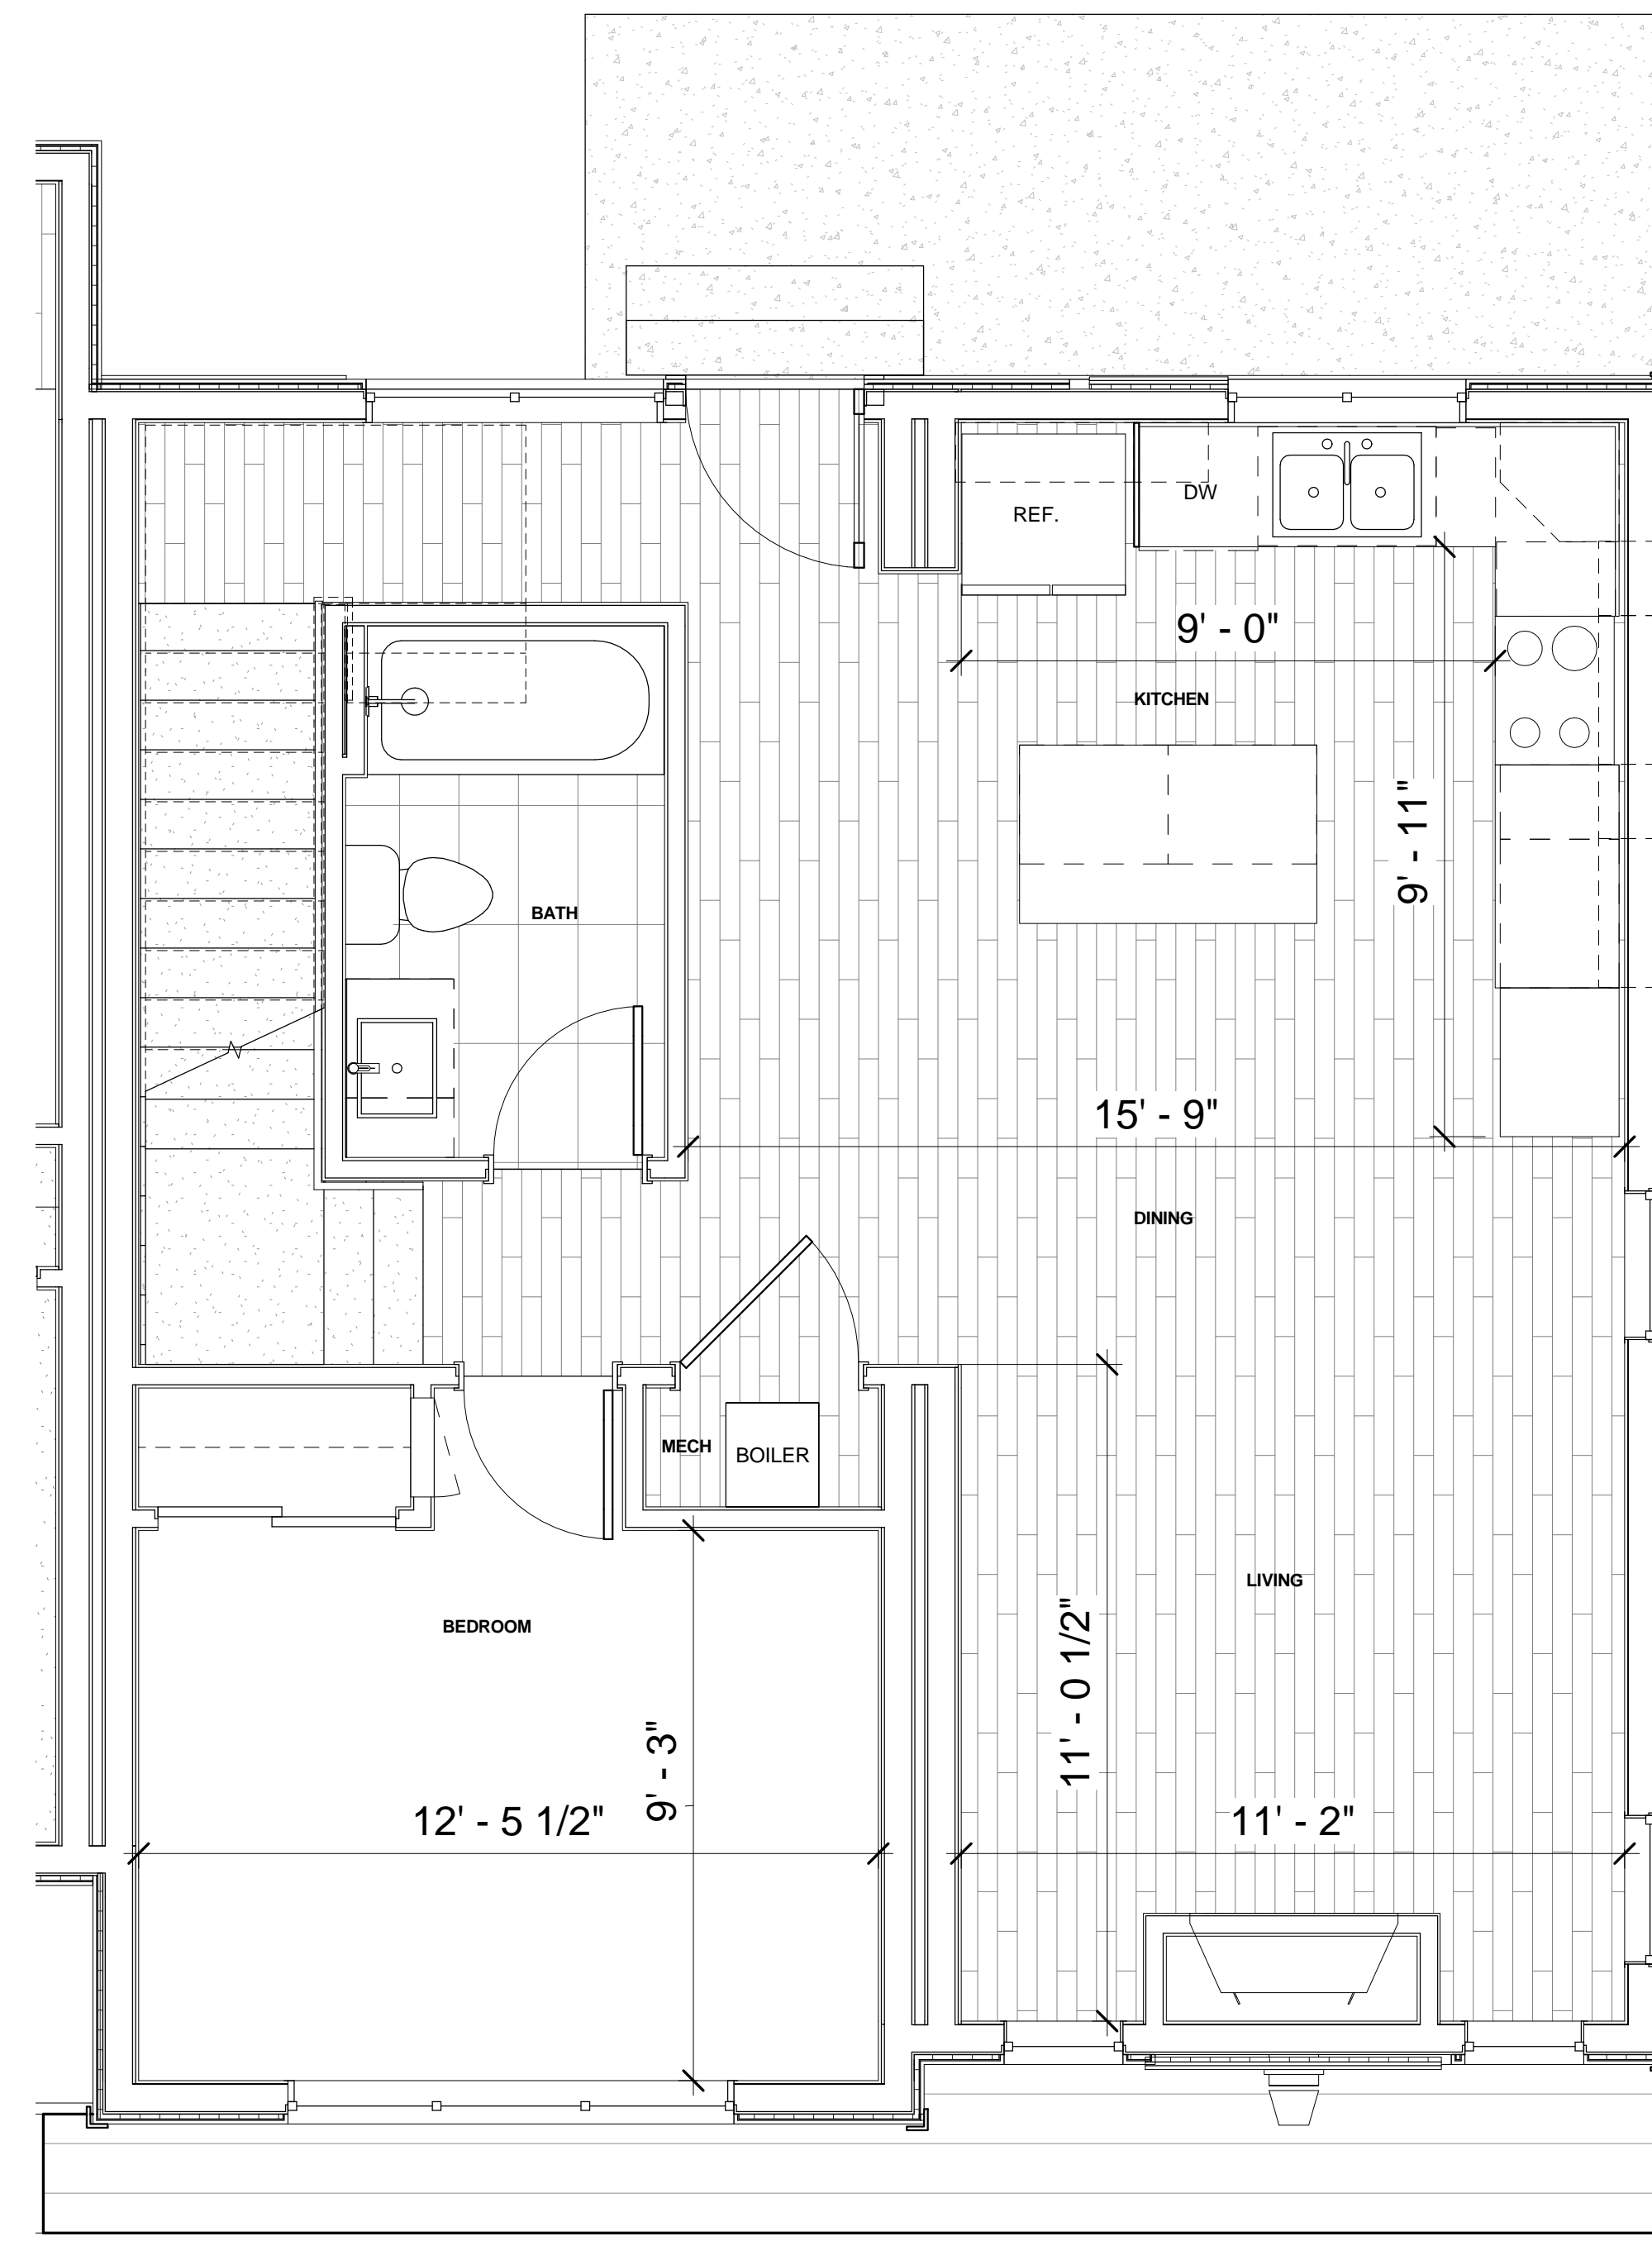 DW
REF.
9' - 0"
KITCHEN
9' - 11"
BATH
15' - 9"
DINING
MECH
BOILER
LIVING
BEDROOM
11' - 0 1/2"
9' - 3"
12' - 5 1/2"
11' - 2"